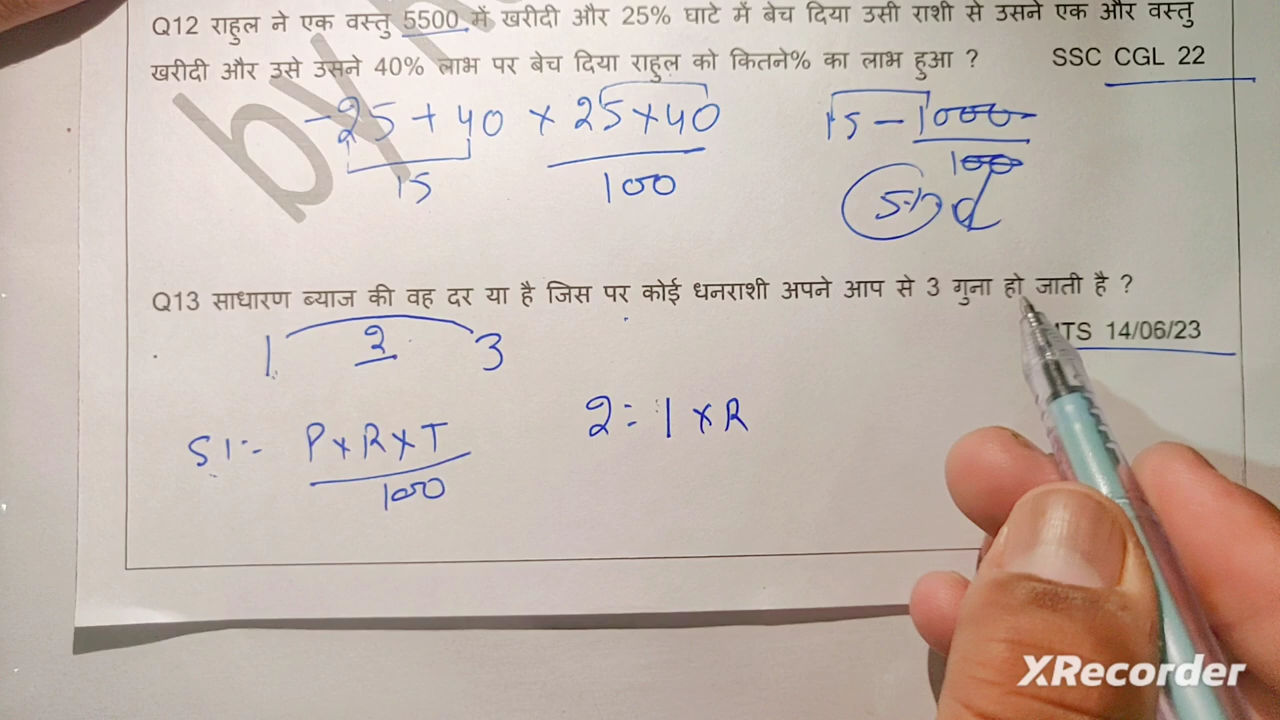 Q12 राहुल ने एक वस्तु 5500 में खरीदी और 25% घाटे में बेच दिया उसी राशी से उसने एक और वस्तु
खरीदी और उसे उसने 40% लाभ पर बेच दिया राहुल को कितने% का लाभ हुआ ? SSC CGL 22
-25 + 40 × 25×40 15 - 1000
15 100 100
5%
Q13 साधारण ब्याज की वह दर या है जिस पर कोई धनराशी अपने आप से 3 गुना हो जाती है ?
MTS 14/06/23
1 2 3
SI = P×R×T 2 = 1 × R
100
XRecorder